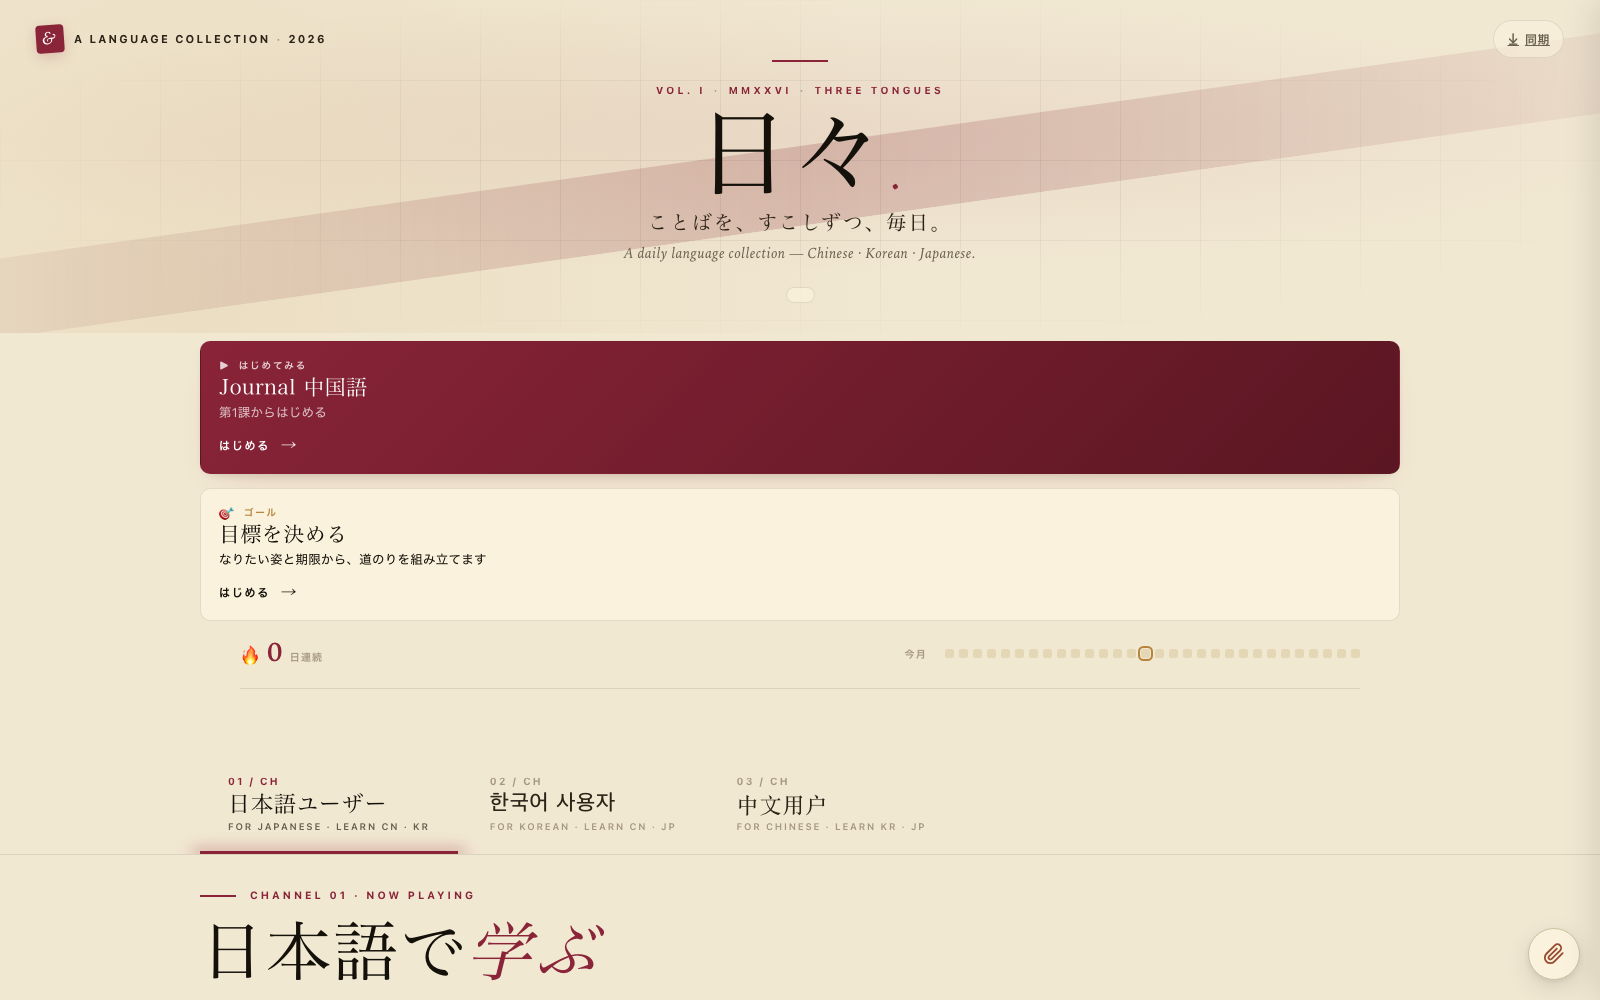 & A LANGUAGE COLLECTION · 2026
同期
VOL. I · MMXXVI · THREE TONGUES
日々.
ことばを、すこしずつ、毎日。
A daily language collection — Chinese · Korean · Japanese.
▶ はじめてみる
Journal 中国語
第1課からはじめる
はじめる →
🎯 ゴール
目標を決める
なりたい姿と期限から、道のりを組み立てます
はじめる →
🔥 0 日連続
今月
01 / CH
日本語ユーザー
FOR JAPANESE · LEARN CN · KR
02 / CH
한국어 사용자
FOR KOREAN · LEARN CN · JP
03 / CH
中文用户
FOR CHINESE · LEARN KR · JP
CHANNEL 01 · NOW PLAYING
日本語で学ぶ